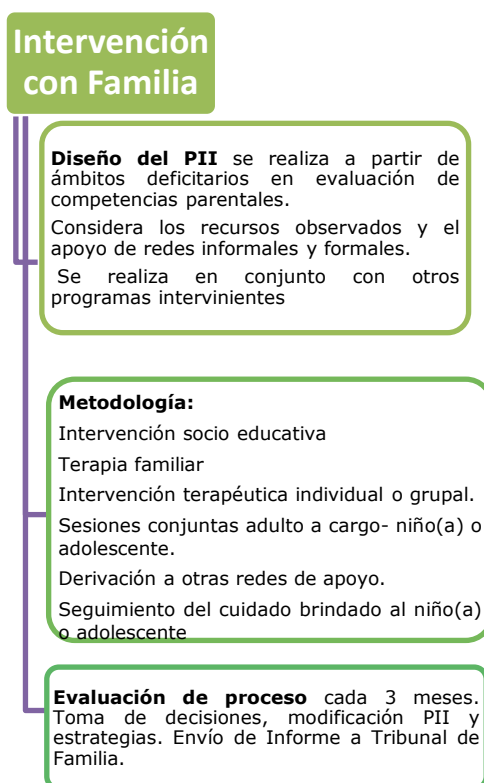 Intervención
con Familia
Diseño del PII se realiza a partir de
ámbitos deficitarios en evaluación de
competencias parentales.
Considera los recursos observados y el
apoyo de redes informales y formales.
Se realiza en conjunto con otros
programas intervinientes
Metodología:
Intervención socio educativa
Terapia familiar
Intervención terapéutica individual o grupal.
Sesiones conjuntas adulto a cargo- niño(a) o
adolescente.
Derivación a otras redes de apoyo.
Seguimiento del cuidado brindado al niño(a)
o adolescente
Evaluación de proceso cada 3 meses.
Toma de decisiones, modificación PII y
estrategias. Envío de Informe a Tribunal de
Familia.